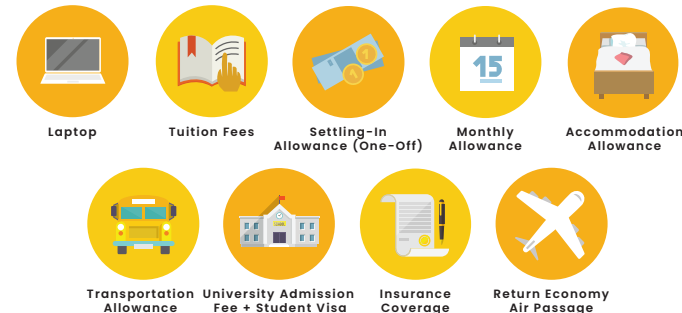 Laptop
Tuition Fees
Settling-In
Allowance (One-Off)
15
Monthly
Allowance
Accommodation
Allowance
Transportation
Allowance
University Admission
Fee + Student Visa
Insurance
Coverage
Return Economy
Air Passage